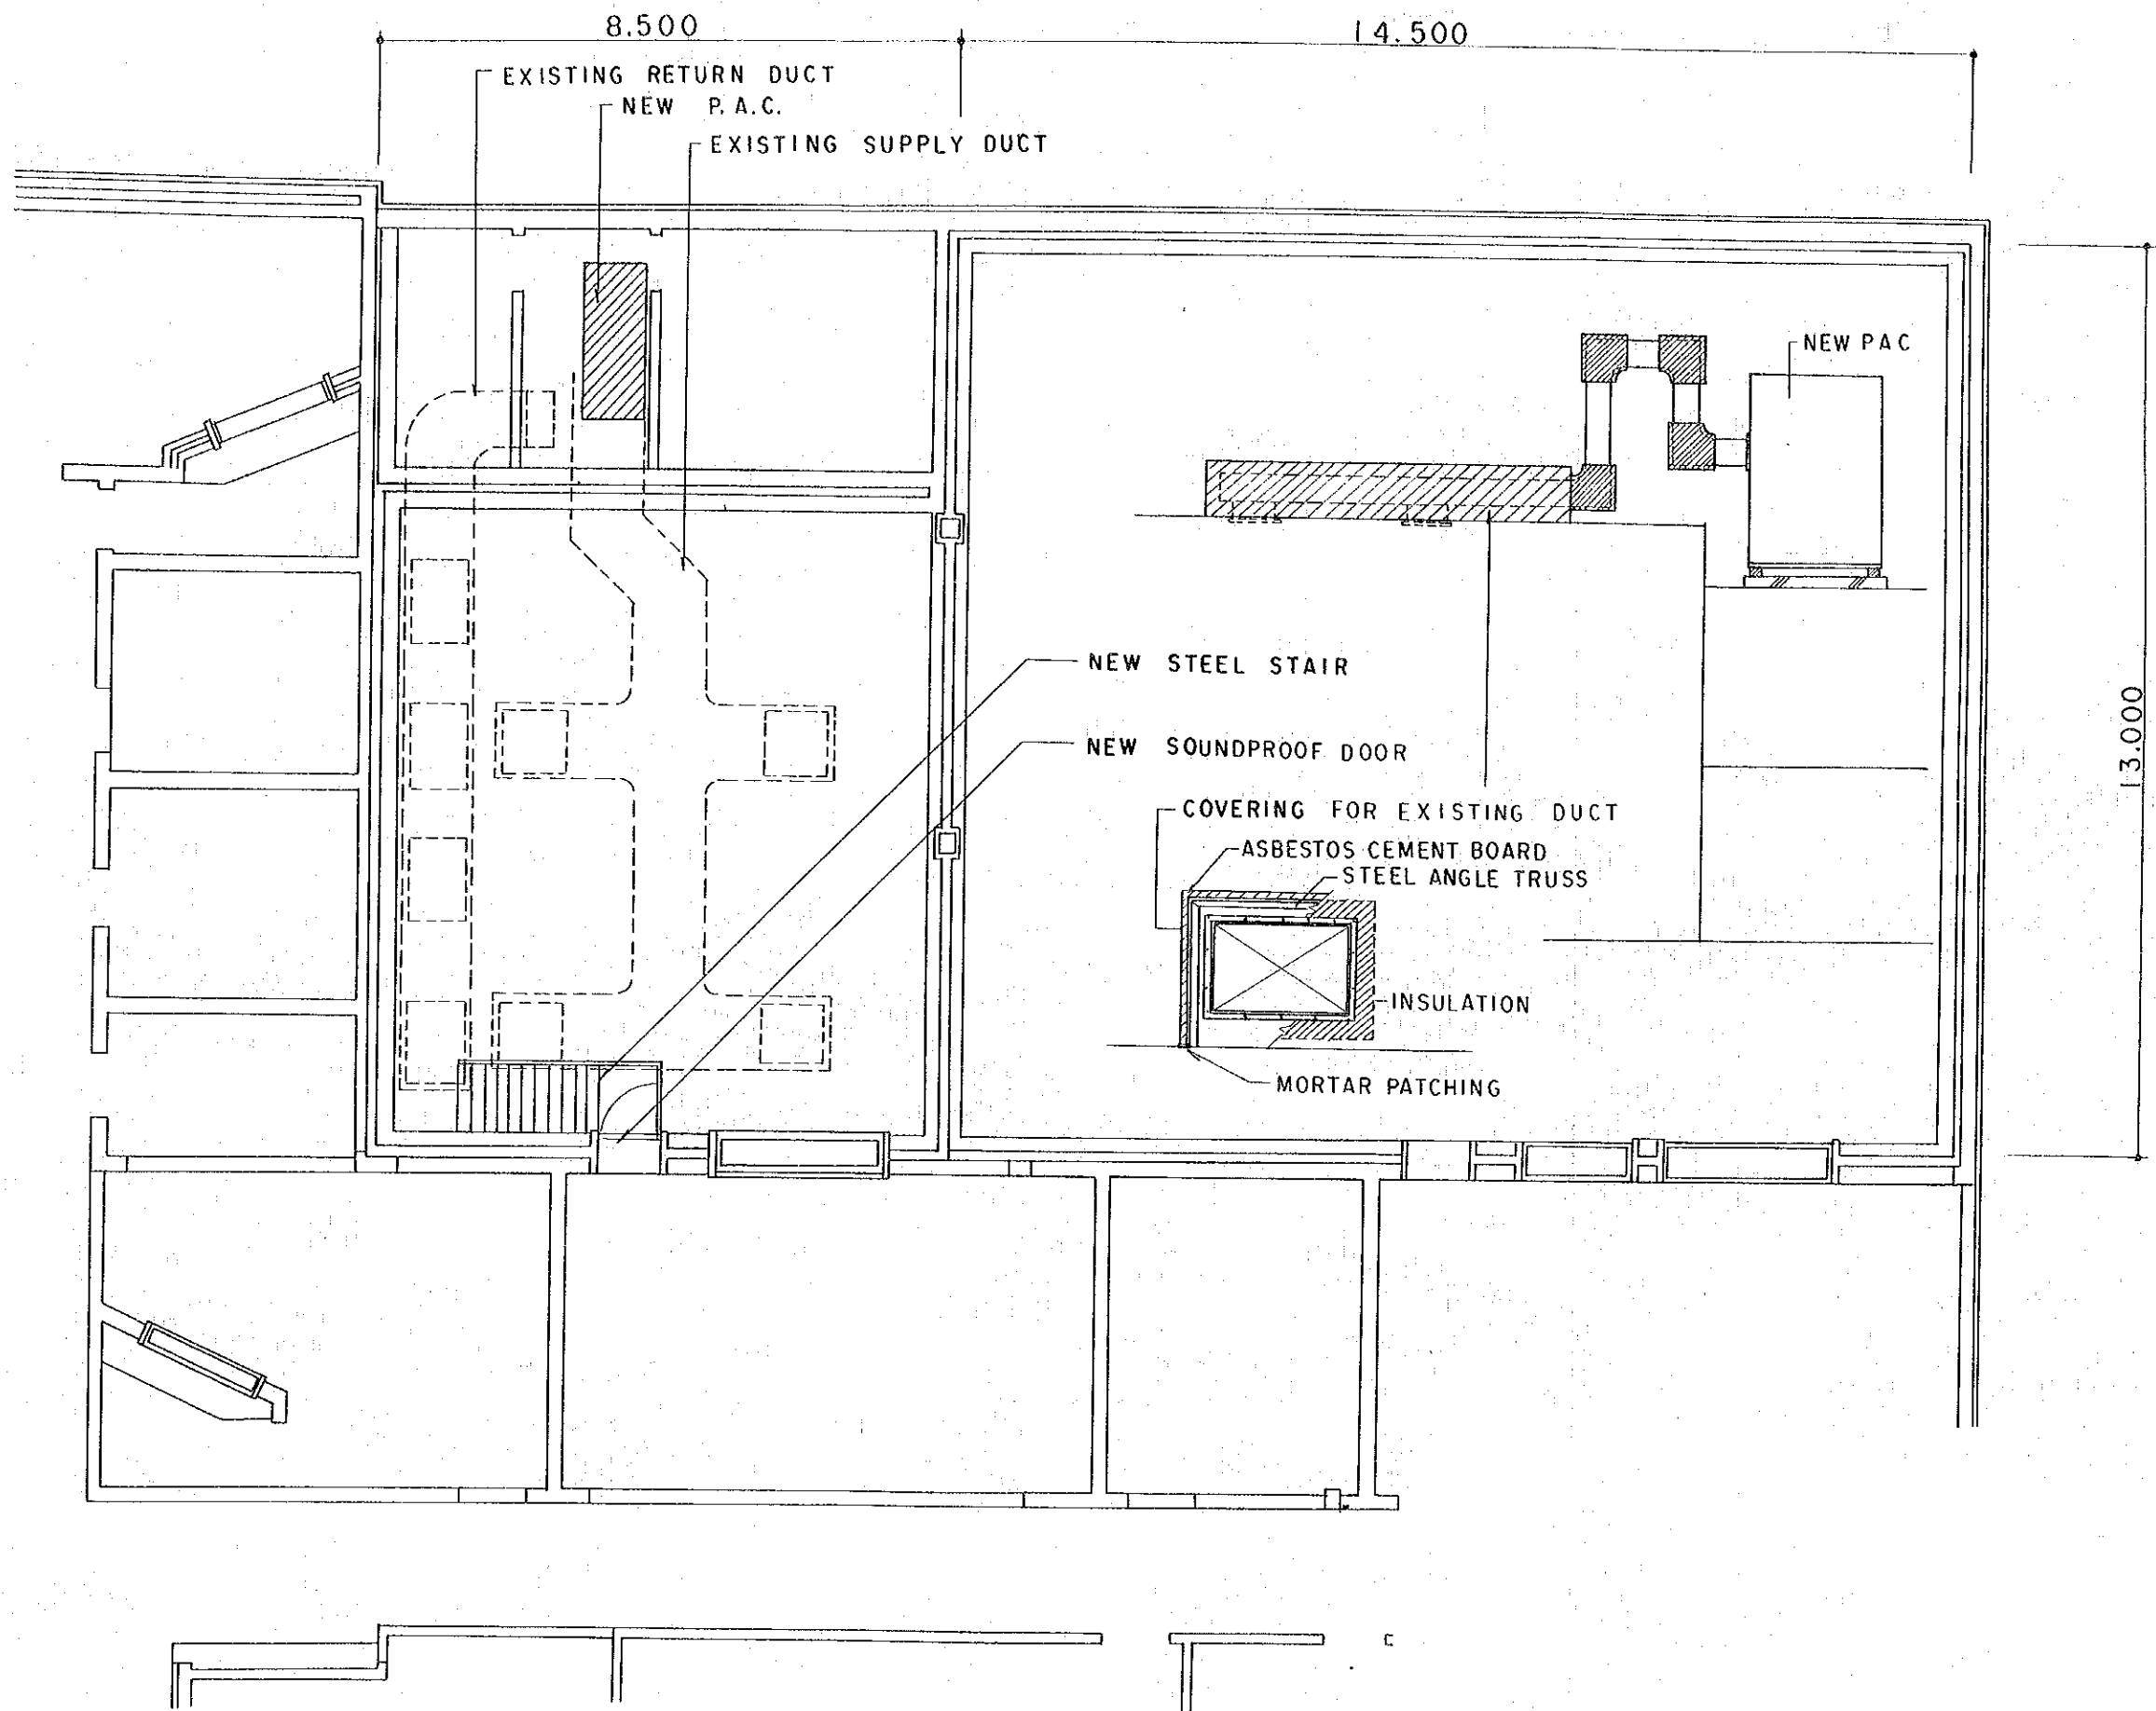 8.500
14.500
EXISTING RETURN DUCT
NEW P.A.C.
EXISTING SUPPLY DUCT
NEW PAC
NEW STEEL STAIR
NEW SOUNDPROOF DOOR
13.000
COVERING FOR EXISTING DUCT
ASBESTOS CEMENT BOARD
STEEL ANGLE TRUSS
INSULATION
MORTAR PATCHING